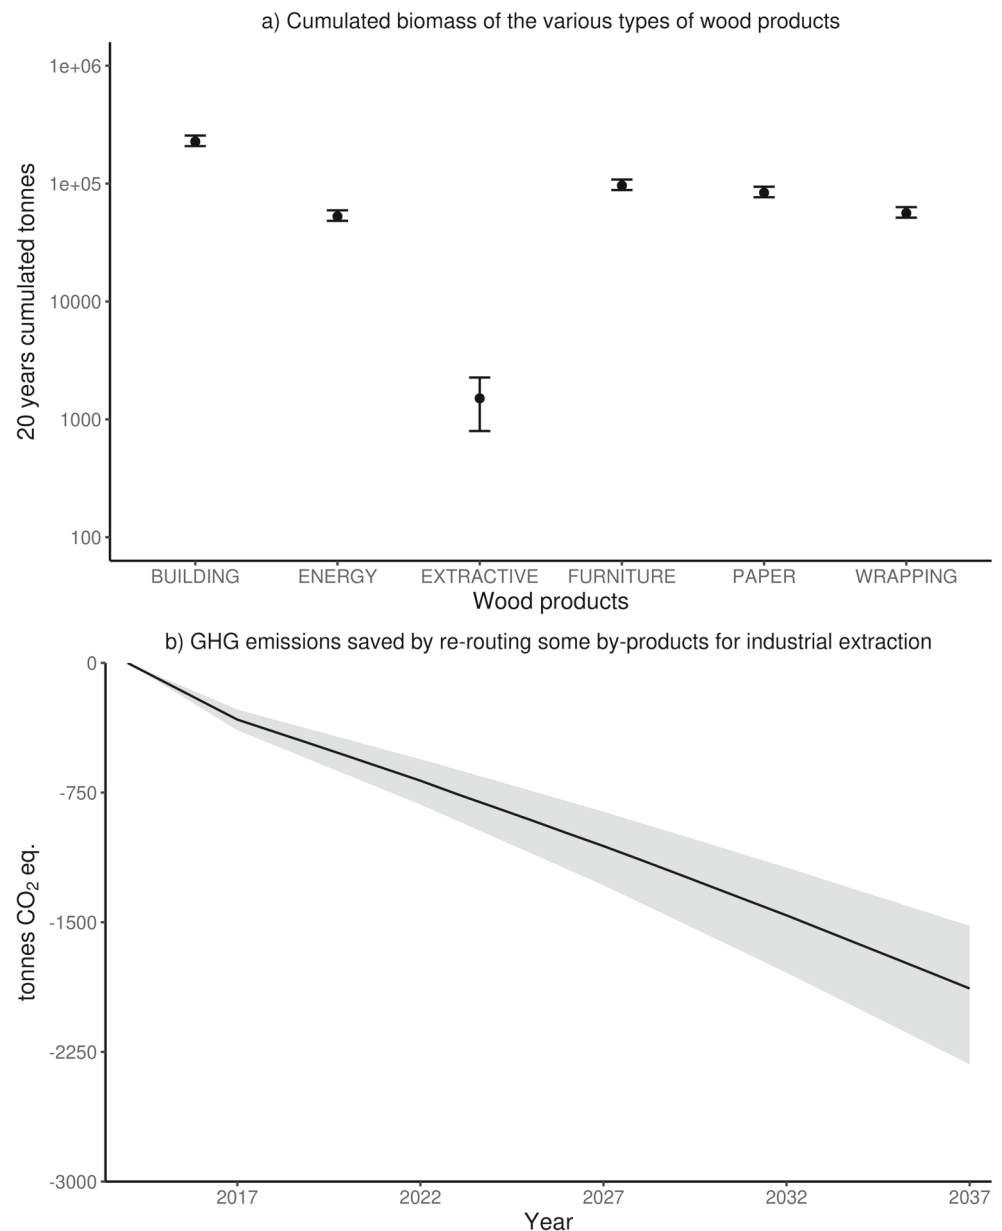 a) Cumulated biomass of the various types of wood products
20 years cumulated tonnes
1e+06
1e+05
10000
1000
100
BUILDING ENERGY EXTRACTIVE FURNITURE PAPER WRAPPING
Wood products
b) GHG emissions saved by re-routing some by-products for industrial extraction
tonnes CO₂ eq.
0
-750
-1500
-2250
-3000
2017 2022 2027 2032 2037
Year